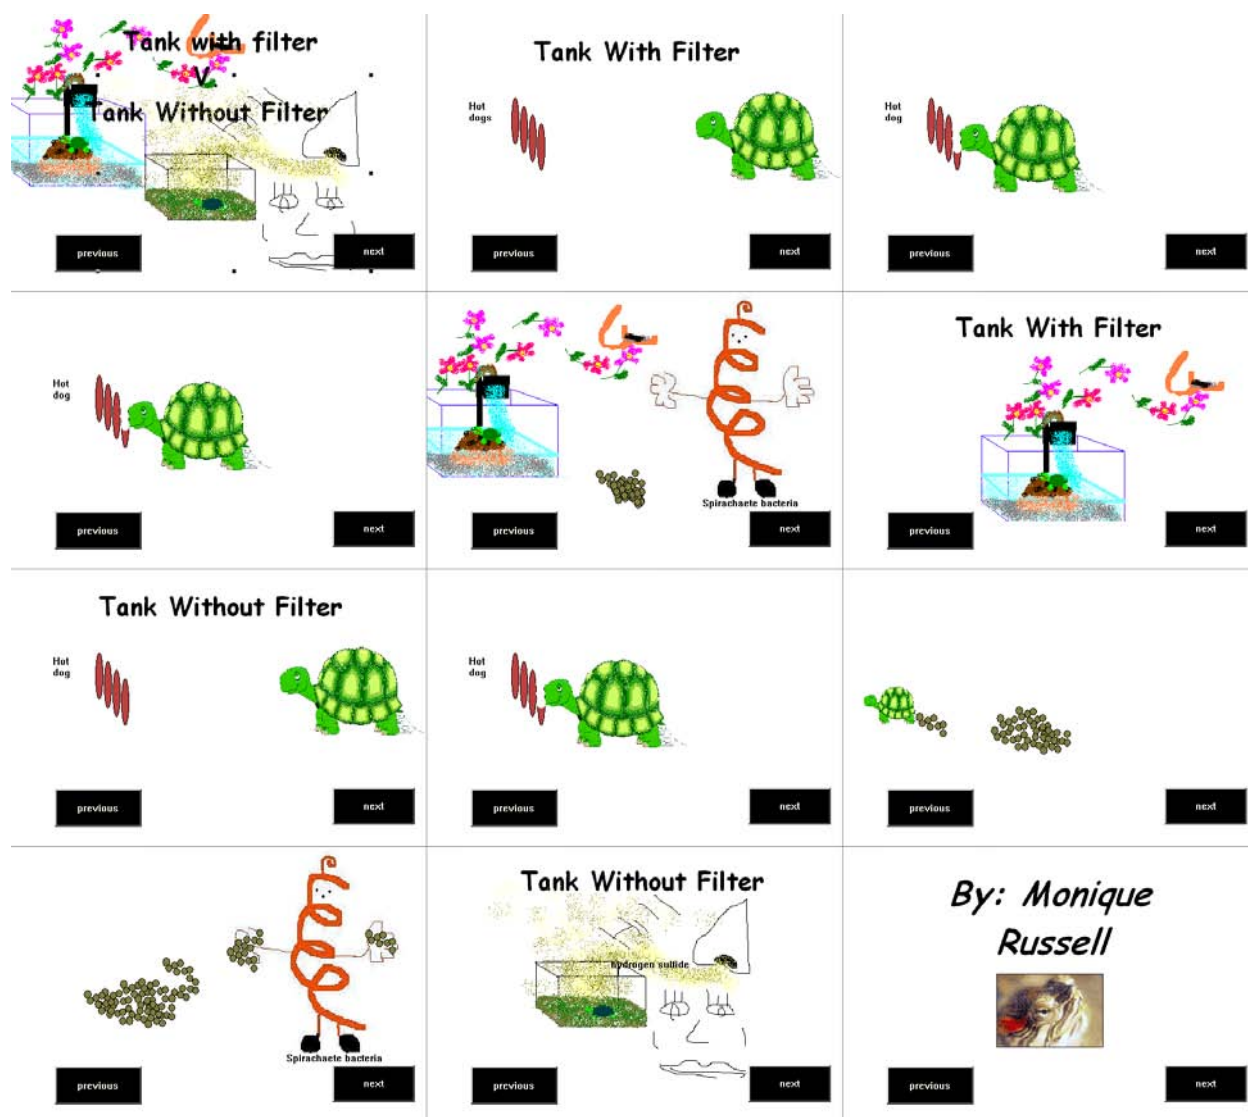 Tank with filter
V.
Tank Without Filter
previous
next
Tank With Filter
Hot
dogs
previous
next
Hot
dog
previous
next
Hot
dog
previous
next
Spirachaete bacteria
previous
next
Tank With Filter
previous
next
Tank Without Filter
Hot
dog
previous
next
Hot
dog
previous
next
previous
next
Spirachaete bacteria
previous
next
Tank Without Filter
hydrogen sulfide
previous
next
By: Monique
Russell
previous
next